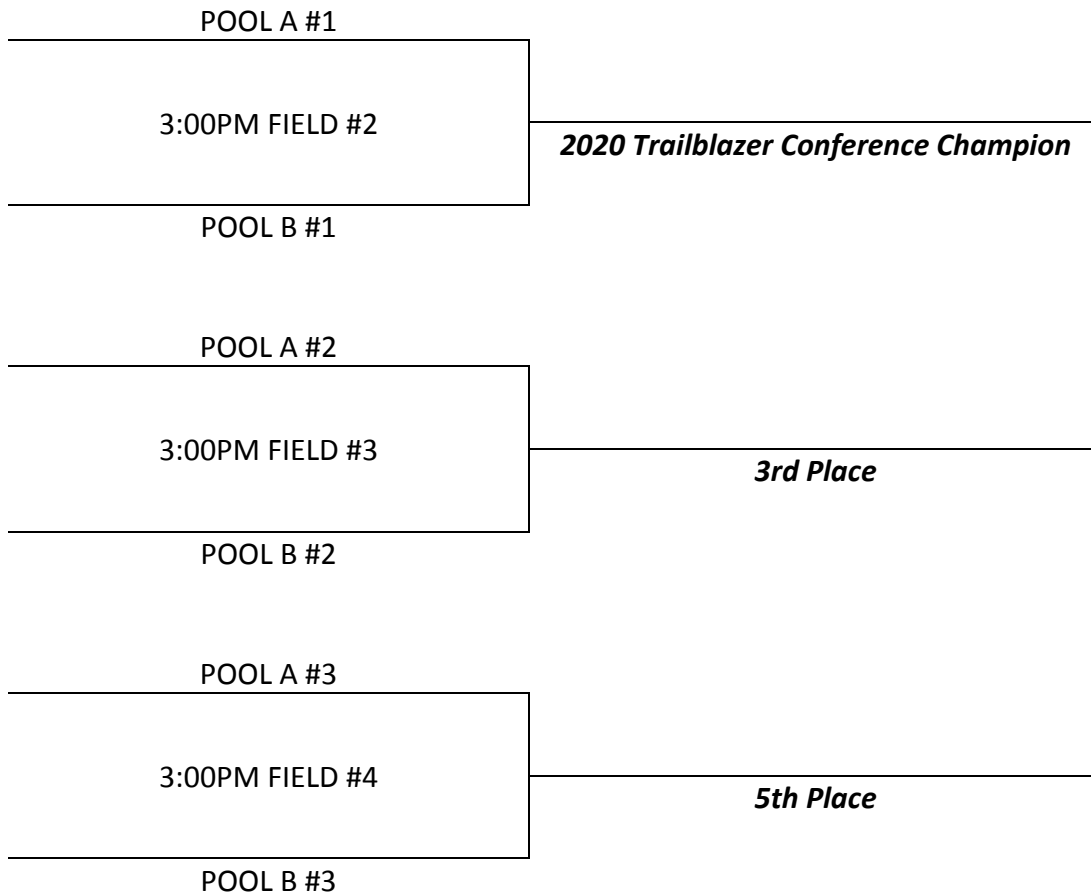 POOL A #1
3:00PM FIELD #2
2020 Trailblazer Conference Champion
POOL B #1
POOL A #2
3:00PM FIELD #3
3rd Place
POOL B #2
POOL A #3
3:00PM FIELD #4
5th Place
POOL B #3